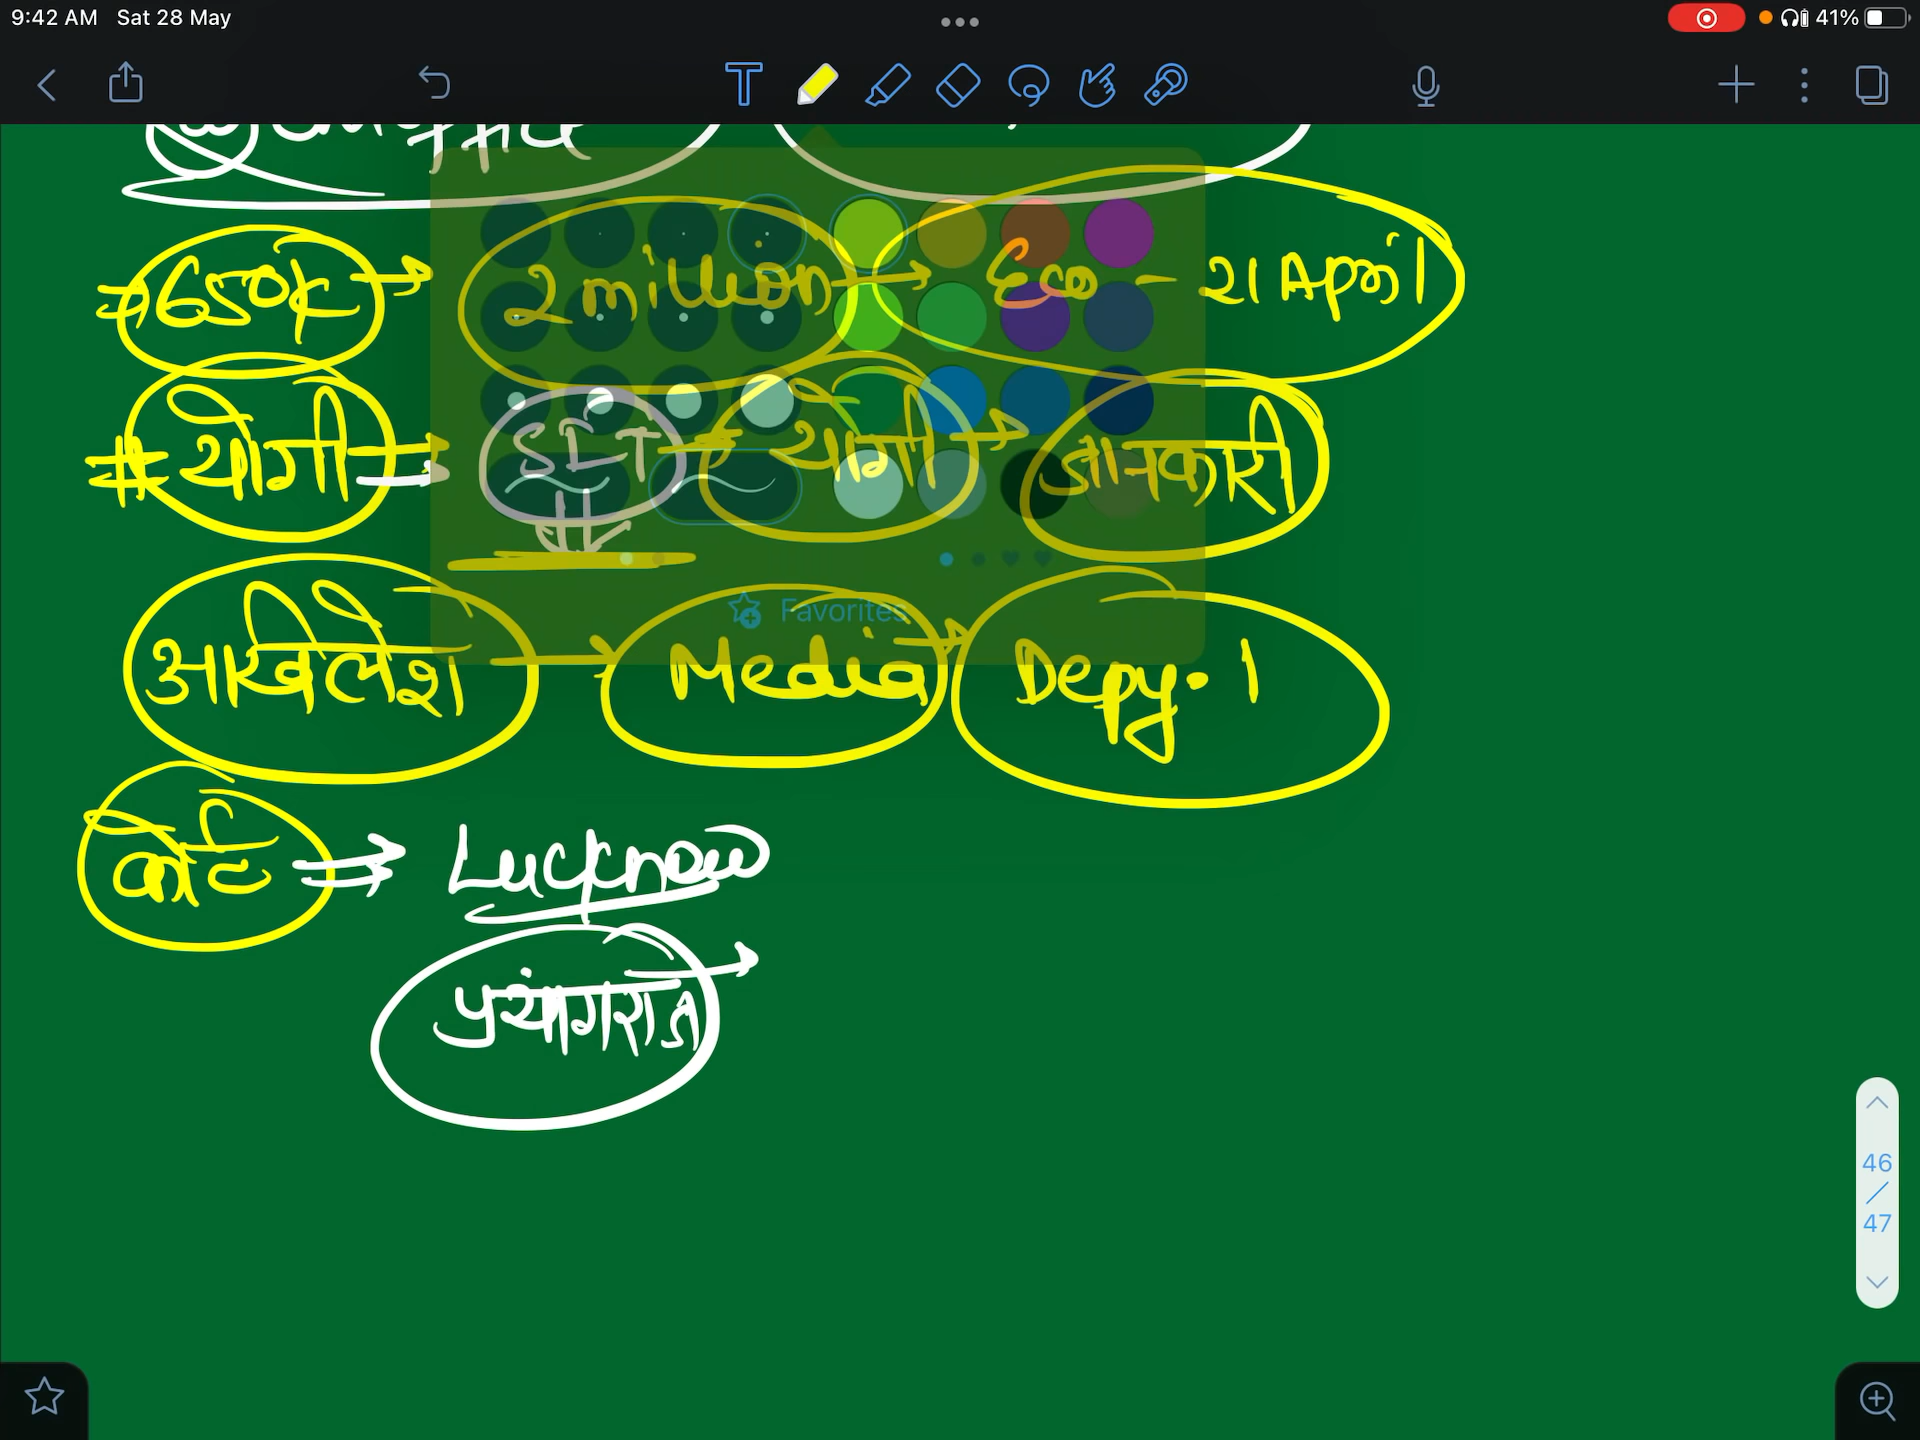 9:42 AM Sat 28 May
41%
T
⇒ 650K → 2 million → Eco - 21 April
# योगी → SLT योगी → जानकारी
Favorites
अखिलेश → Media → Depy. 1
कोर्ट ⇒ Lucknow
प्रयागराज →
46
/
47